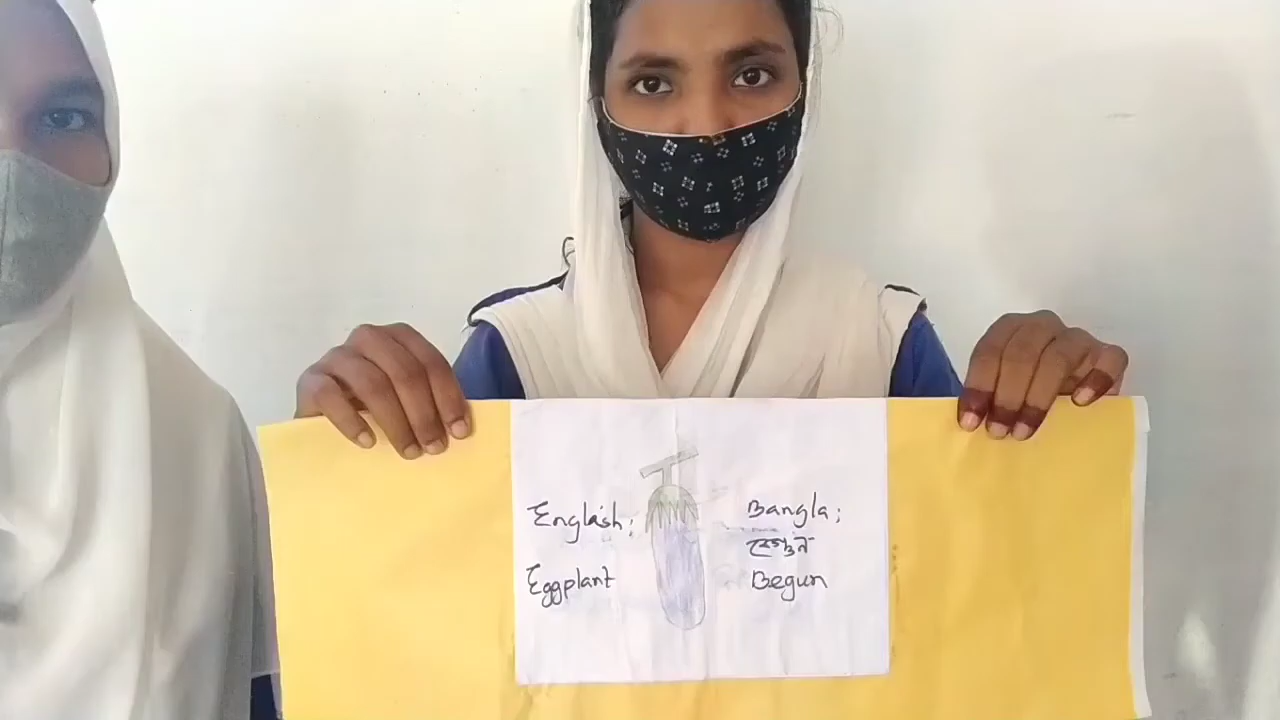 English;
Eggplant
Bangla;
বেগুন
Begun